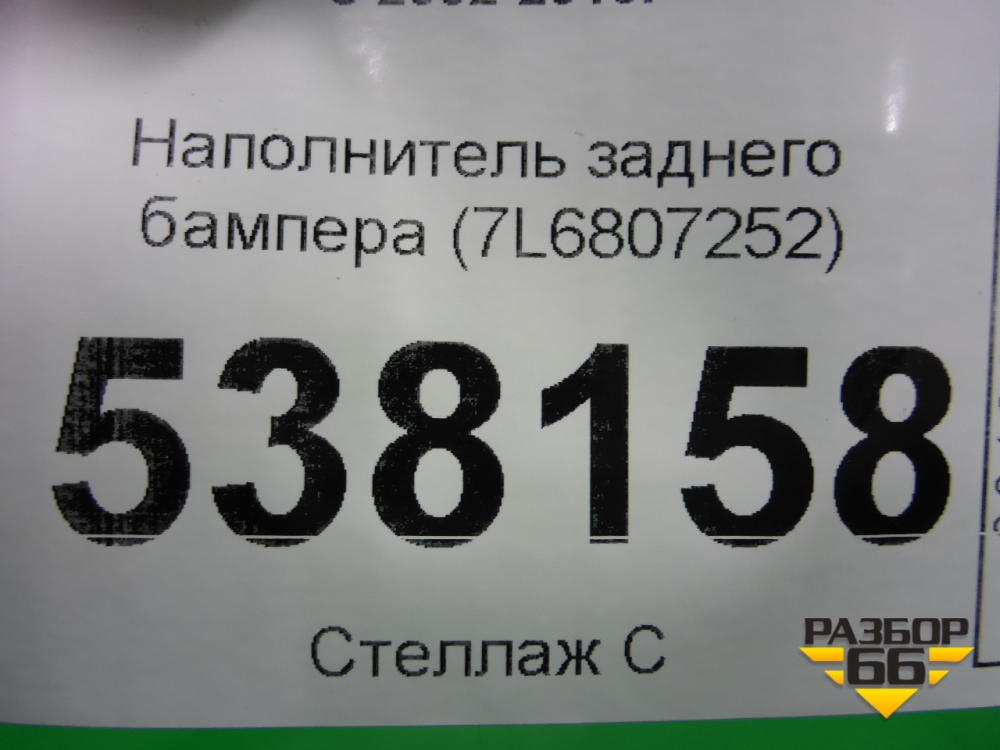 Наполнитель заднего
бампера (7L6807252)
538158
Стеллаж С
РАЗБОР
66